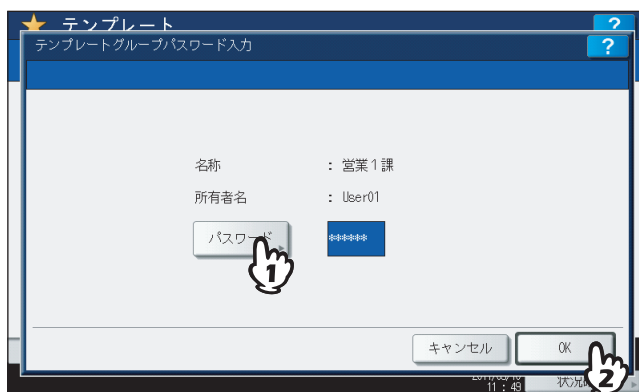 テンプレート
?
テンプレートグループパスワード入力
?
名称 : 営業1課
所有者名 : User01
パスワード ******
1
キャンセル
OK
2
11 : 49
状況